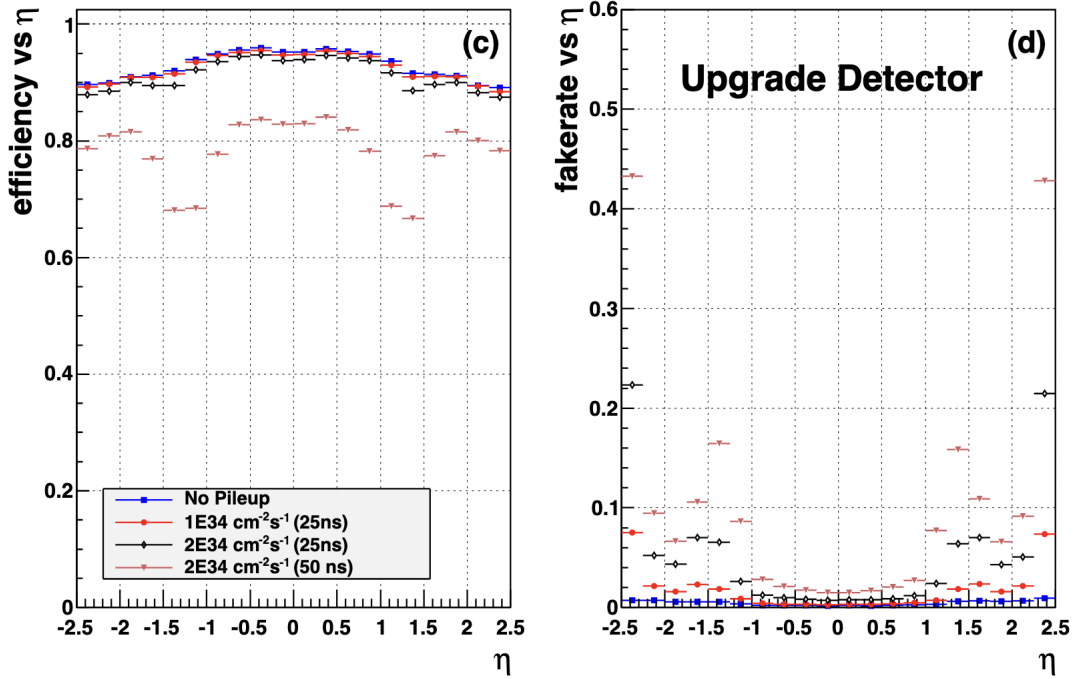 efficiency vs η
1
0.8
0.6
0.4
0.2
0
(c)
No Pileup
1E34 cm⁻²s⁻¹ (25ns)
2E34 cm⁻²s⁻¹ (25ns)
2E34 cm⁻²s⁻¹ (50 ns)
-2.5 -2 -1.5 -1 -0.5 0 0.5 1 1.5 2 2.5
η
fakerate vs η
0.6
0.5
0.4
0.3
0.2
0.1
0
(d)
Upgrade Detector
-2.5 -2 -1.5 -1 -0.5 0 0.5 1 1.5 2 2.5
η